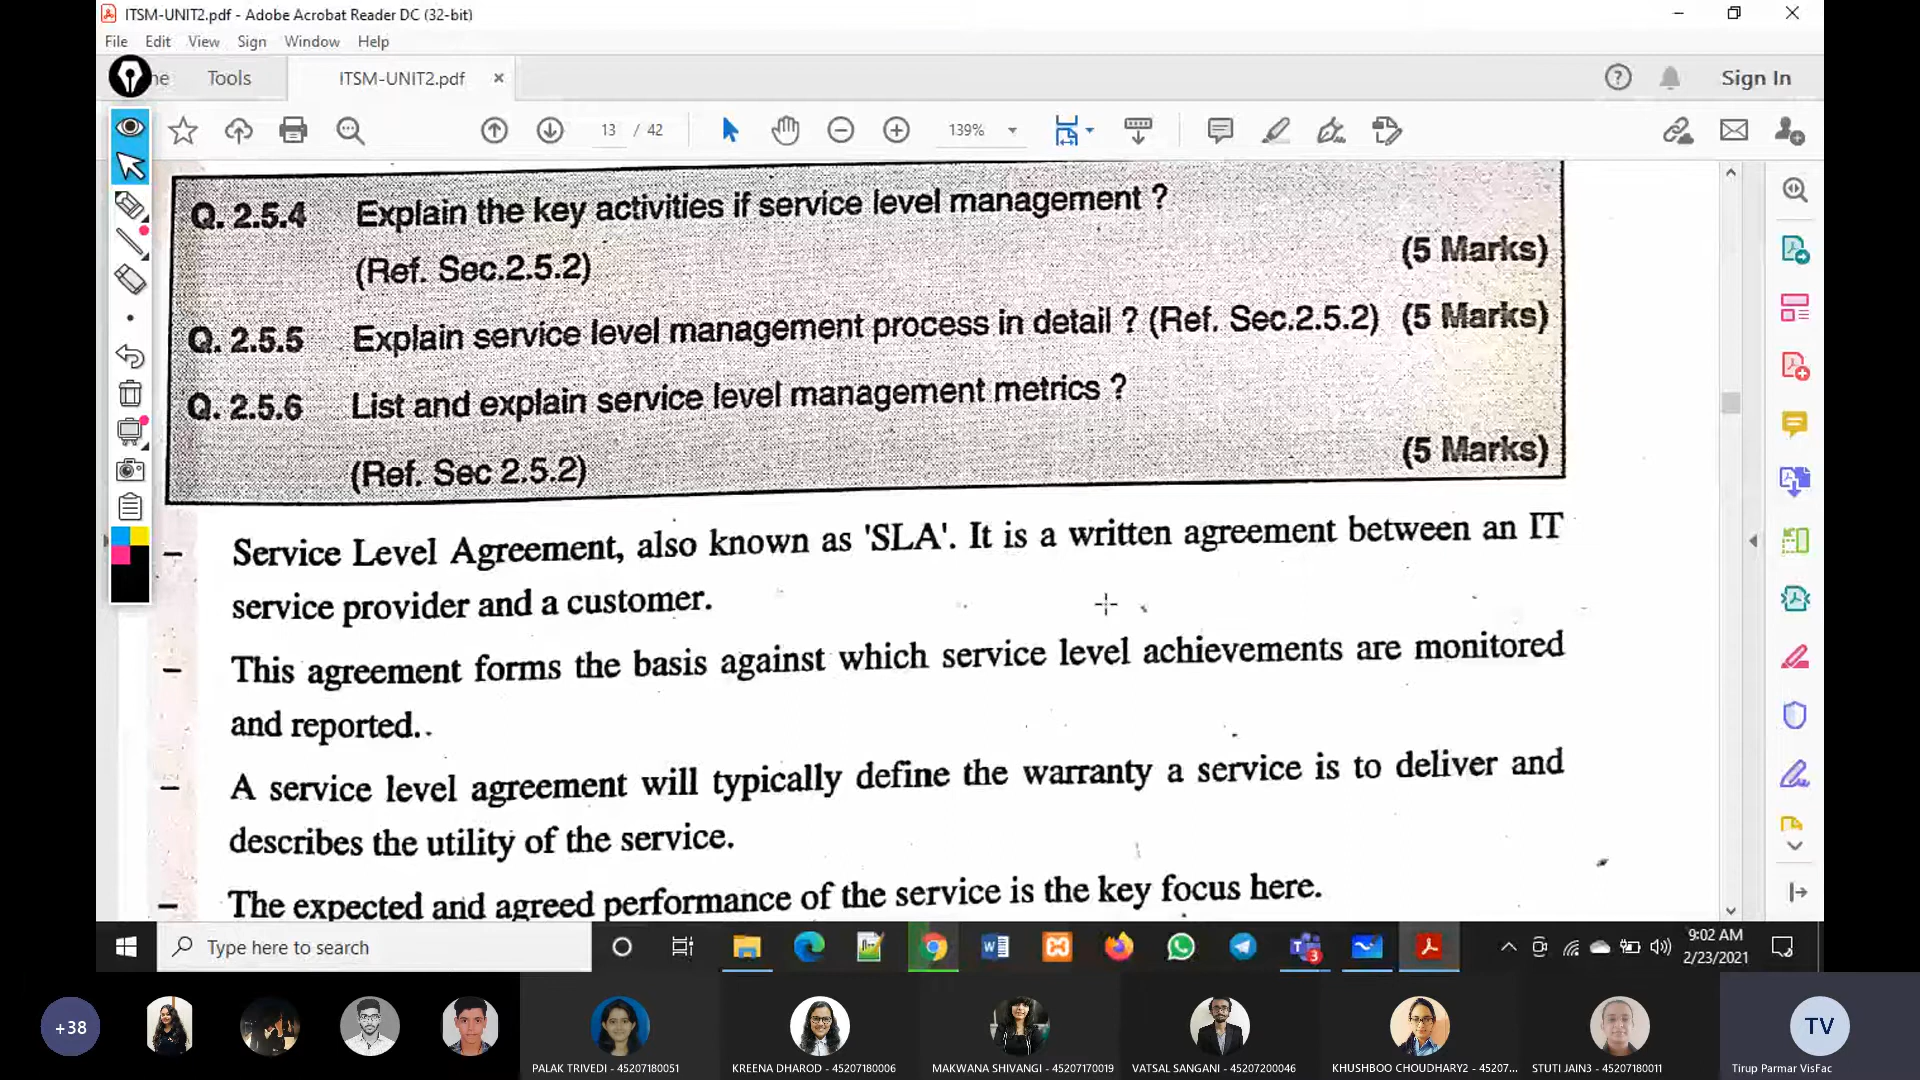 ITSM-UNIT2.pdf - Adobe Acrobat Reader DC (32-bit)
File Edit View Sign Window Help
ne Tools ITSM-UNIT2.pdf × Sign In
13 / 42 139%
Q. 2.5.4 Explain the key activities if service level management ?
(Ref. Sec.2.5.2) (5 Marks)
Q. 2.5.5 Explain service level management process in detail ? (Ref. Sec.2.5.2) (5 Marks)
Q. 2.5.6 List and explain service level management metrics ?
(Ref. Sec 2.5.2) (5 Marks)
– Service Level Agreement, also known as 'SLA'. It is a written agreement between an IT
service provider and a customer.
– This agreement forms the basis against which service level achievements are monitored
and reported.
– A service level agreement will typically define the warranty a service is to deliver and
describes the utility of the service.
– The expected and agreed performance of the service is the key focus here.
Type here to search
3
9:02 AM
2/23/2021
+38
TV
PALAK TRIVEDI - 45207180051
KREENA DHAROD - 45207180006
MAKWANA SHIVANGI - 45207170019
VATSAL SANGANI - 45207200046
KHUSHBOO CHOUDHARY2 - 45207...
STUTI JAIN3 - 45207180011
Tirup Parmar VisFac